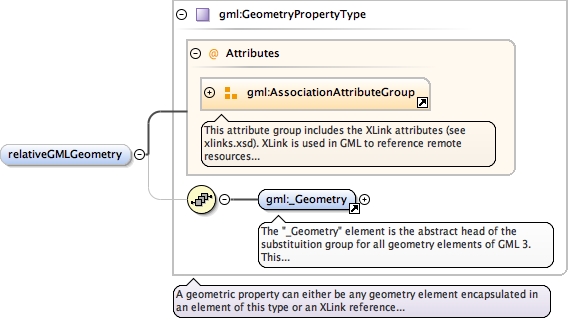 gml:GeometryPropertyType
@ Attributes
gml:AssociationAttributeGroup
This attribute group includes the XLink attributes (see
xlinks.xsd). XLink is used in GML to reference remote
resources...
relativeGMLGeometry
gml:_Geometry
The "_Geometry" element is the abstract head of the
substituition group for all geometry elements of GML 3.
This...
A geometric property can either be any geometry element encapsulated in
an element of this type or an XLink reference...